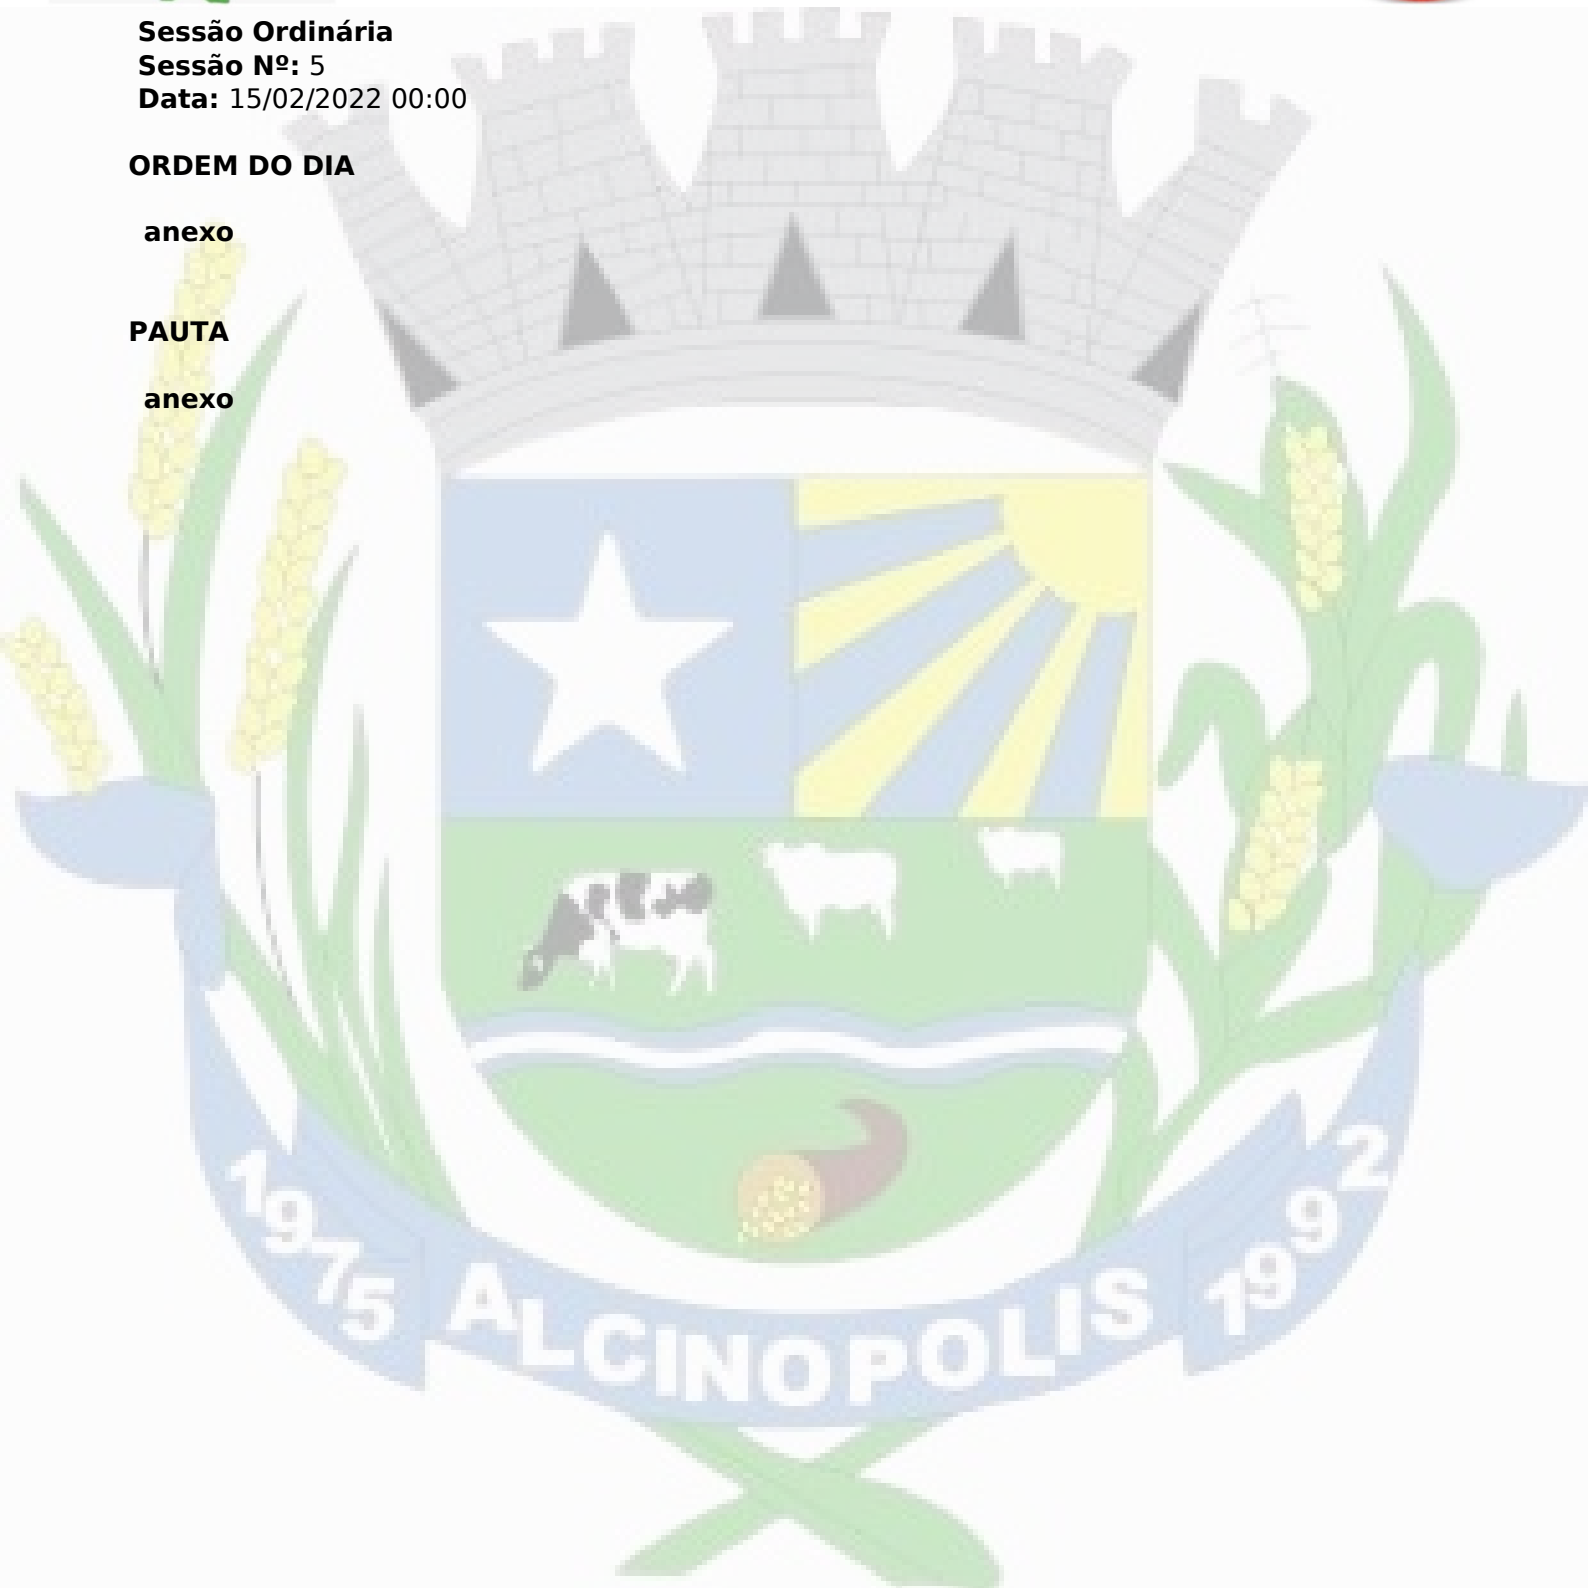 Sessão Ordinária
Sessão Nº: 5
Data: 15/02/2022 00:00
ORDEM DO DIA
anexo
PAUTA
anexo
1975 ALCINOPOLIS 1992